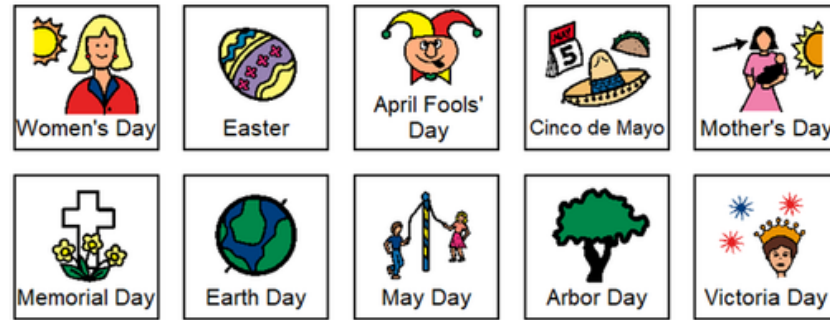 Women's Day
Easter
April Fools'
Day
MAY
5
Cinco de Mayo
Mother's Day
Memorial Day
Earth Day
May Day
Arbor Day
Victoria Day